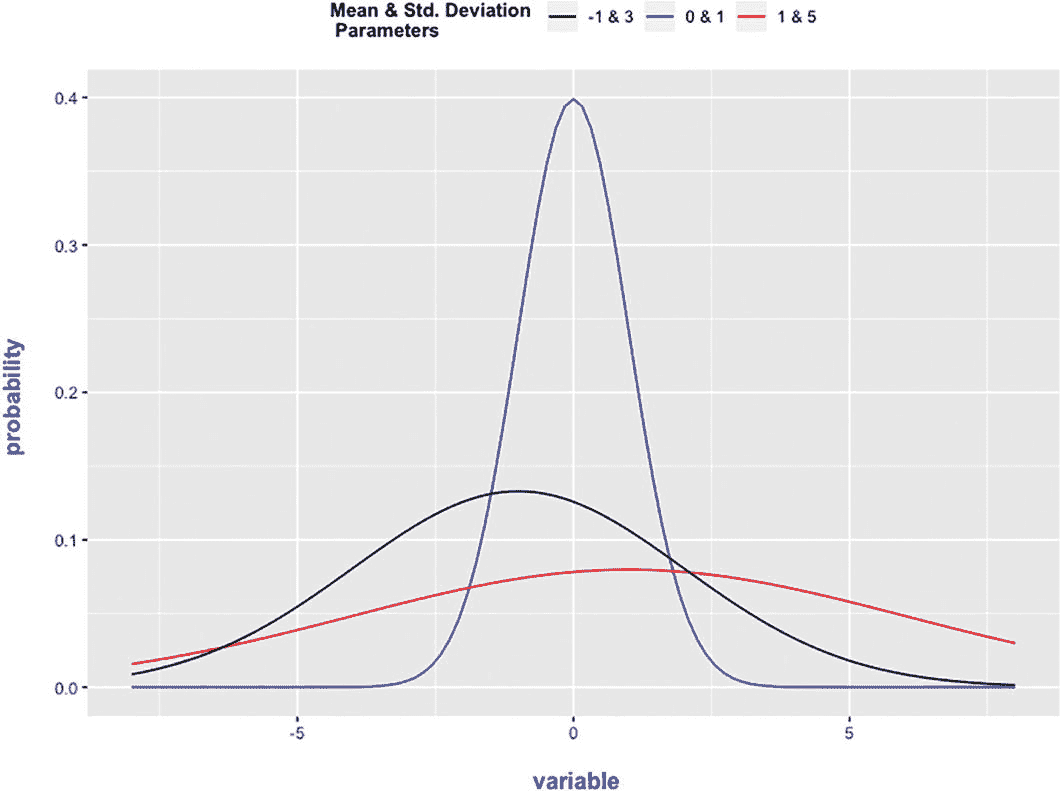 Mean & Std. Deviation
Parameters
-1 & 3
0 & 1
1 & 5
0.4
0.3
0.2
0.1
0.0
probability
-5
0
5
variable